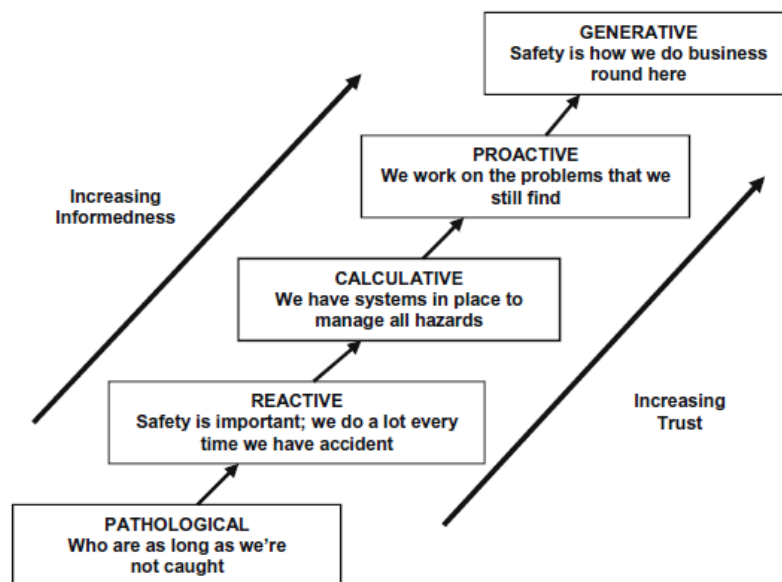 GENERATIVE
Safety is how we do business
round here
PROACTIVE
We work on the problems that we
still find
Increasing
Informedness
CALCULATIVE
We have systems in place to
manage all hazards
REACTIVE
Safety is important; we do a lot every
time we have accident
Increasing
Trust
PATHOLOGICAL
Who are as long as we're
not caught